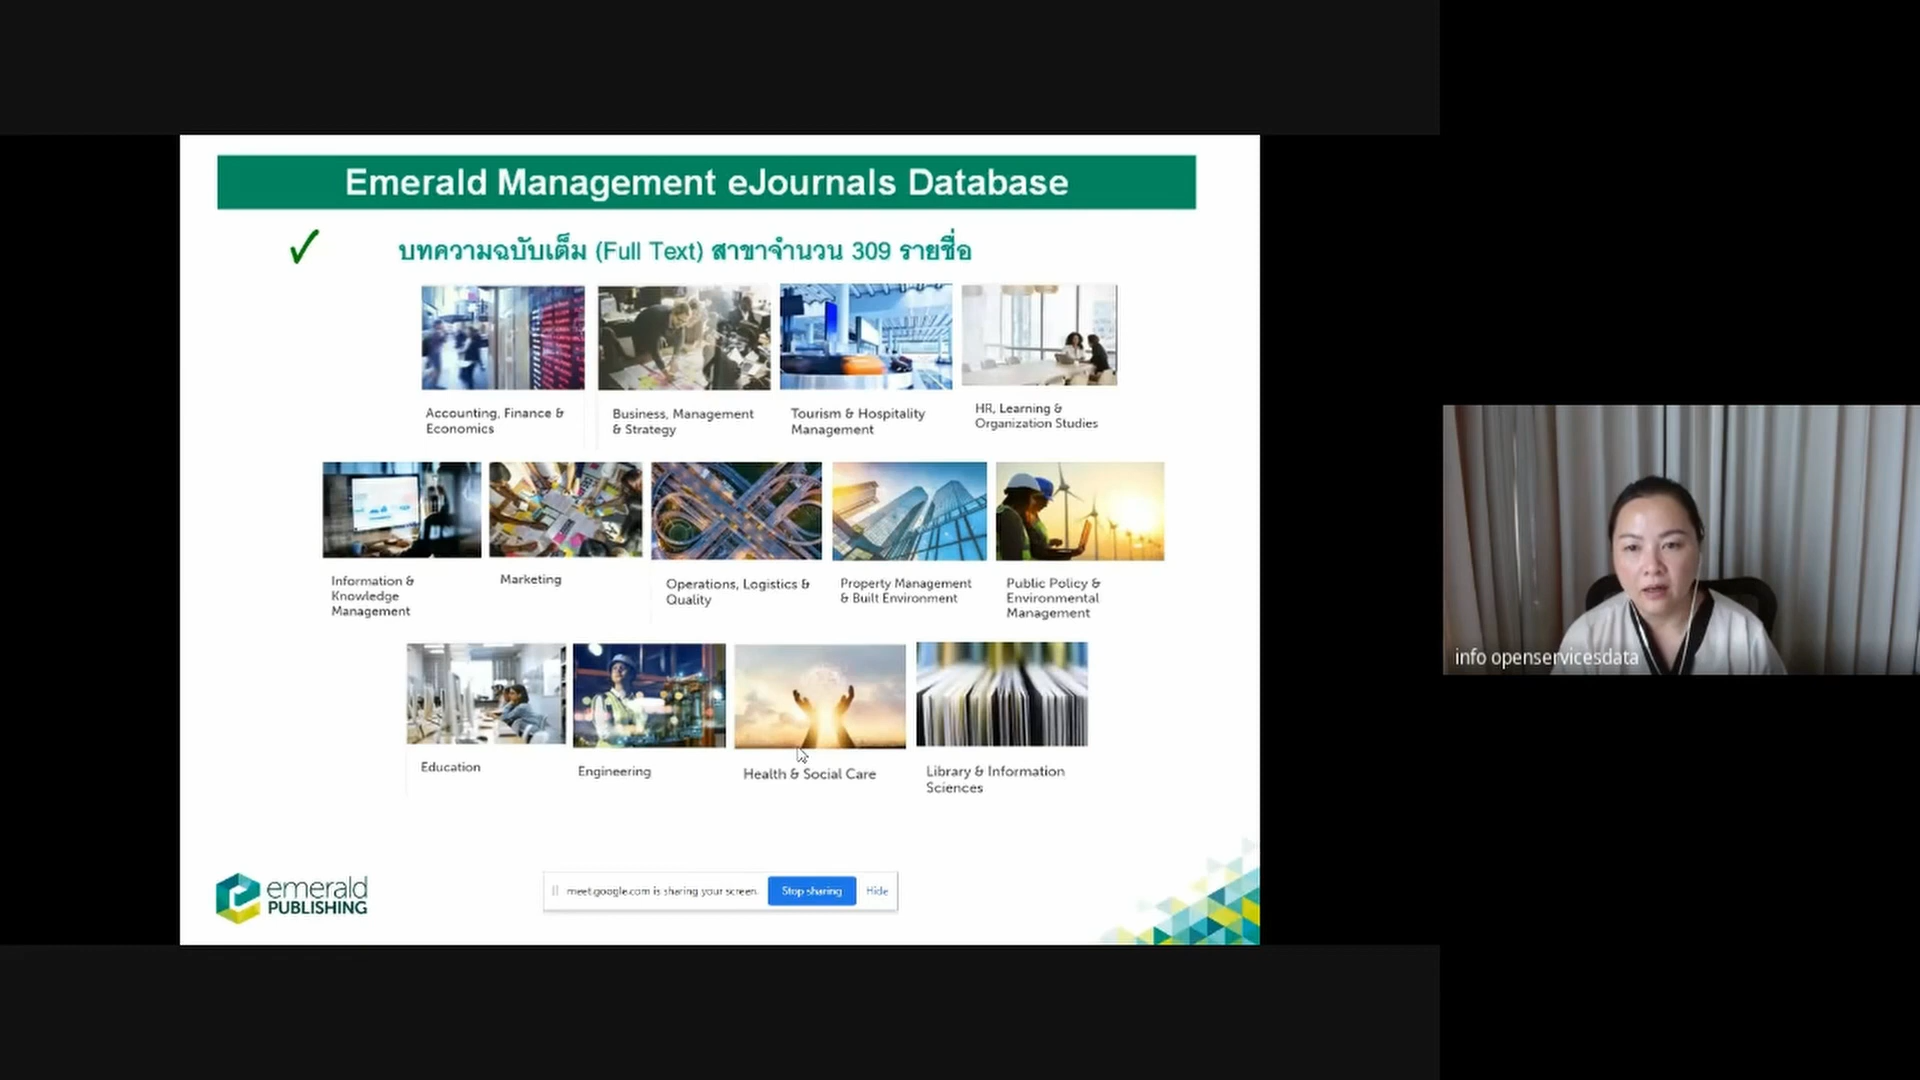 Emerald Management eJournals Database
บทความฉบับเต็ม (Full Text) สาขาจำนวน 309 รายชื่อ
Accounting, Finance &
Economics
Business, Management
& Strategy
Tourism & Hospitality
Management
HR, Learning &
Organization Studies
Information &
Knowledge
Management
Marketing
Operations, Logistics &
Quality
Property Management
& Built Environment
Public Policy &
Environmental
Management
Education
Engineering
Health & Social Care
Library & Information
Sciences
emerald
PUBLISHING
meet.google.com is sharing your screen.
Stop sharing
Hide
info openservicesdata